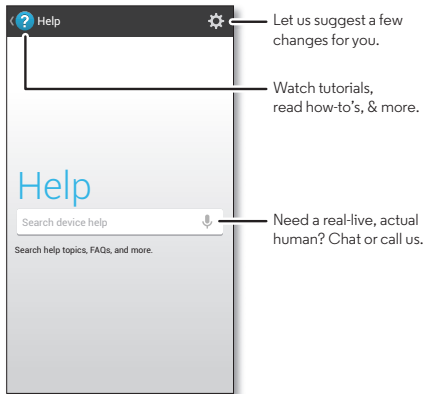 ? Help
Let us suggest a few
changes for you.
Watch tutorials,
read how-to's, & more.
Help
Search device help
Need a real-live, actual
human? Chat or call us.
Search help topics, FAQs, and more.